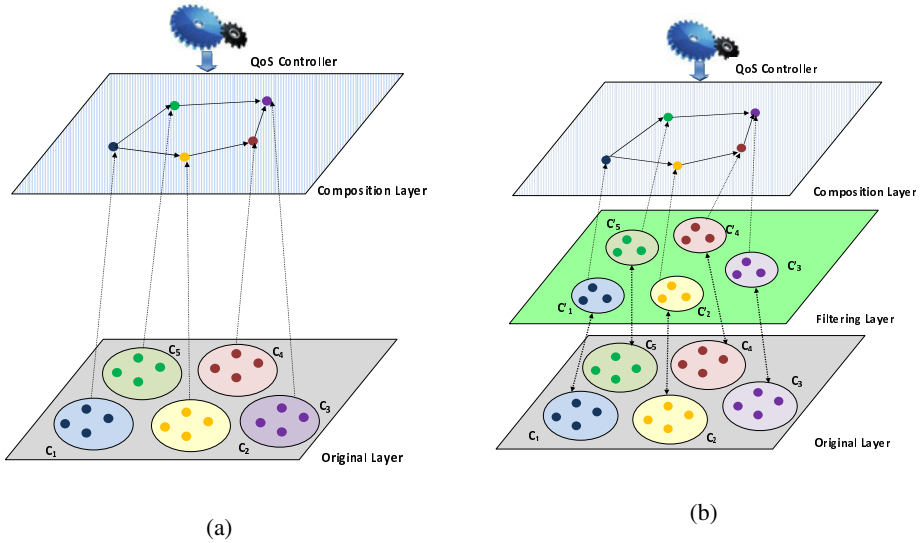 QoS Controller
Composition Layer
C5
C4
C3
C1
C2
Original Layer
(a)
QoS Controller
Composition Layer
C'5
C'4
C'3
C'1
C'2
Filtering Layer
C5
C4
C3
C1
C2
Original Layer
(b)